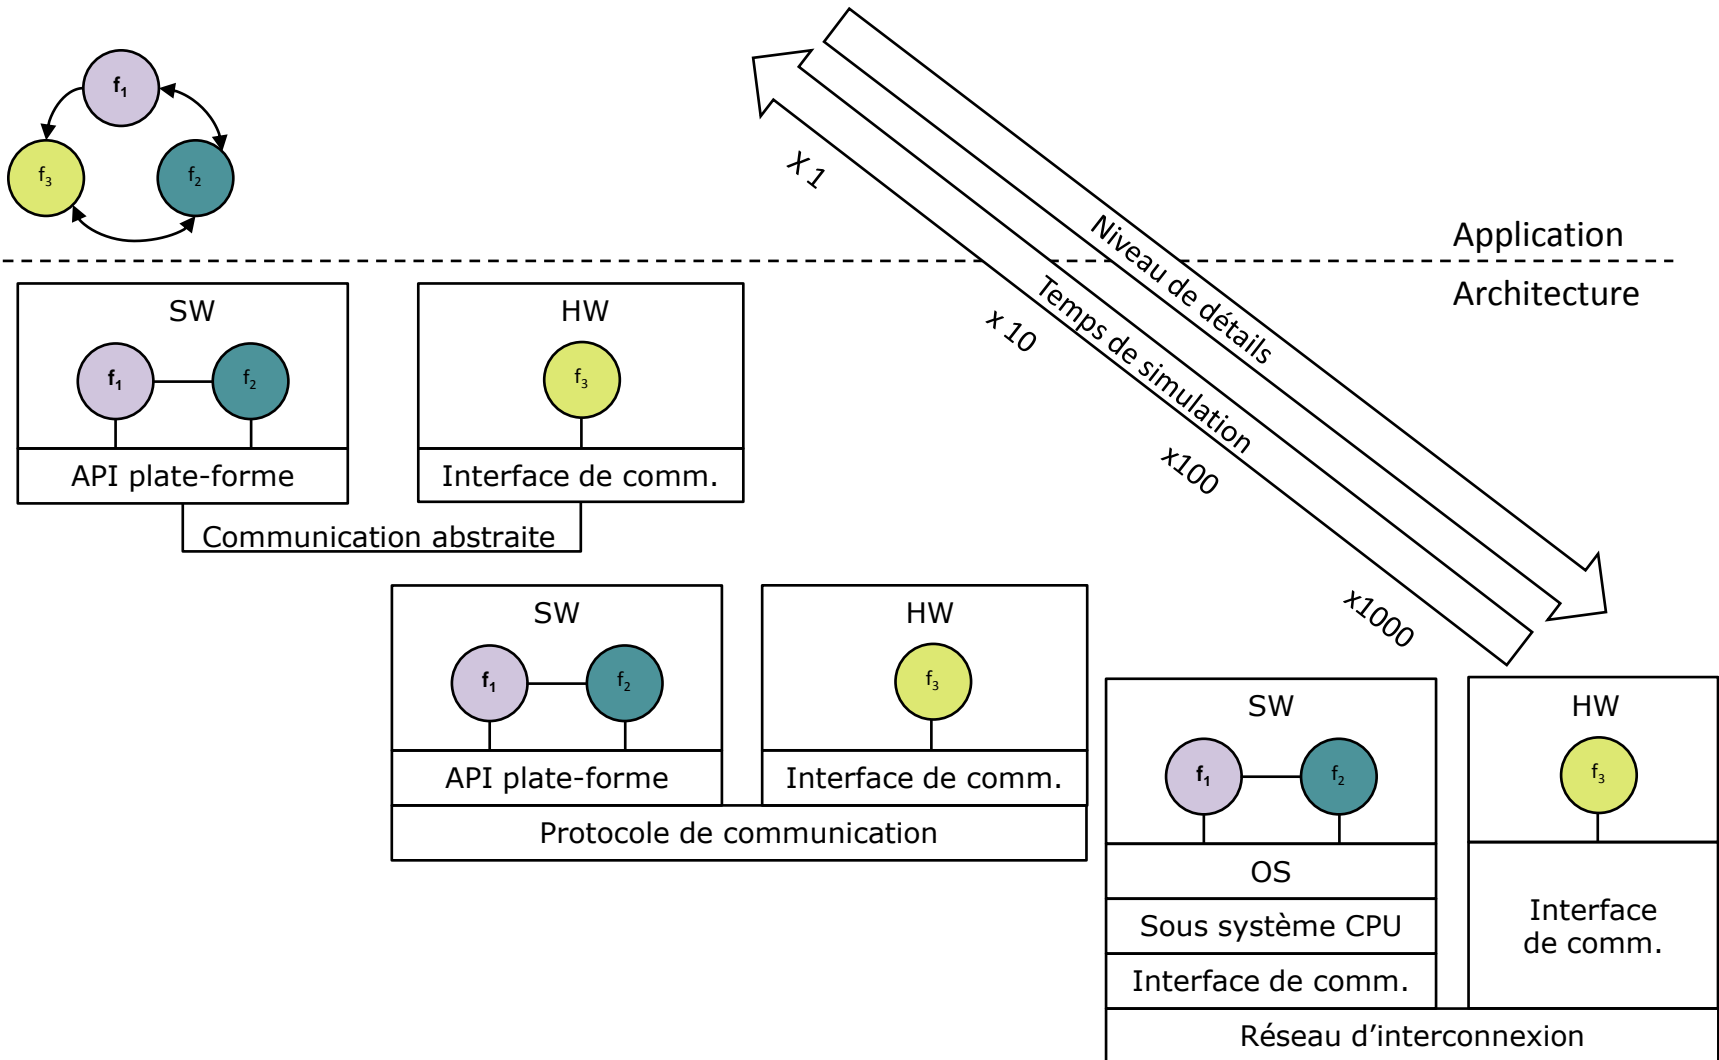 f1
f3
f2
X 1
Niveau de détails
Application
Architecture
Temps de simulation
x 10
x100
x1000
SW
f1
f2
API plate-forme
HW
f3
Interface de comm.
Communication abstraite
SW
f1
f2
API plate-forme
HW
f3
Interface de comm.
Protocole de communication
SW
f1
f2
OS
Sous système CPU
Interface de comm.
HW
f3
Interface
de comm.
Réseau d’interconnexion